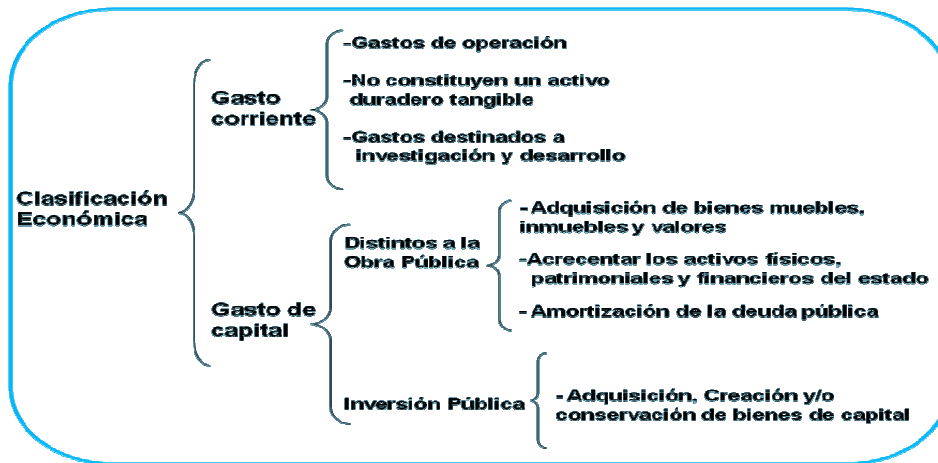 Clasificación
Económica
Gasto
corriente
-Gastos de operación
-No constituyen un activo
duradero tangible
-Gastos destinados a
investigación y desarrollo
Gasto de
capital
Distintos a la
Obra Pública
- Adquisición de bienes muebles,
inmuebles y valores
-Acrecentar los activos físicos,
patrimoniales y financieros del estado
- Amortización de la deuda pública
Inversión Pública
- Adquisición, Creación y/o
conservación de bienes de capital